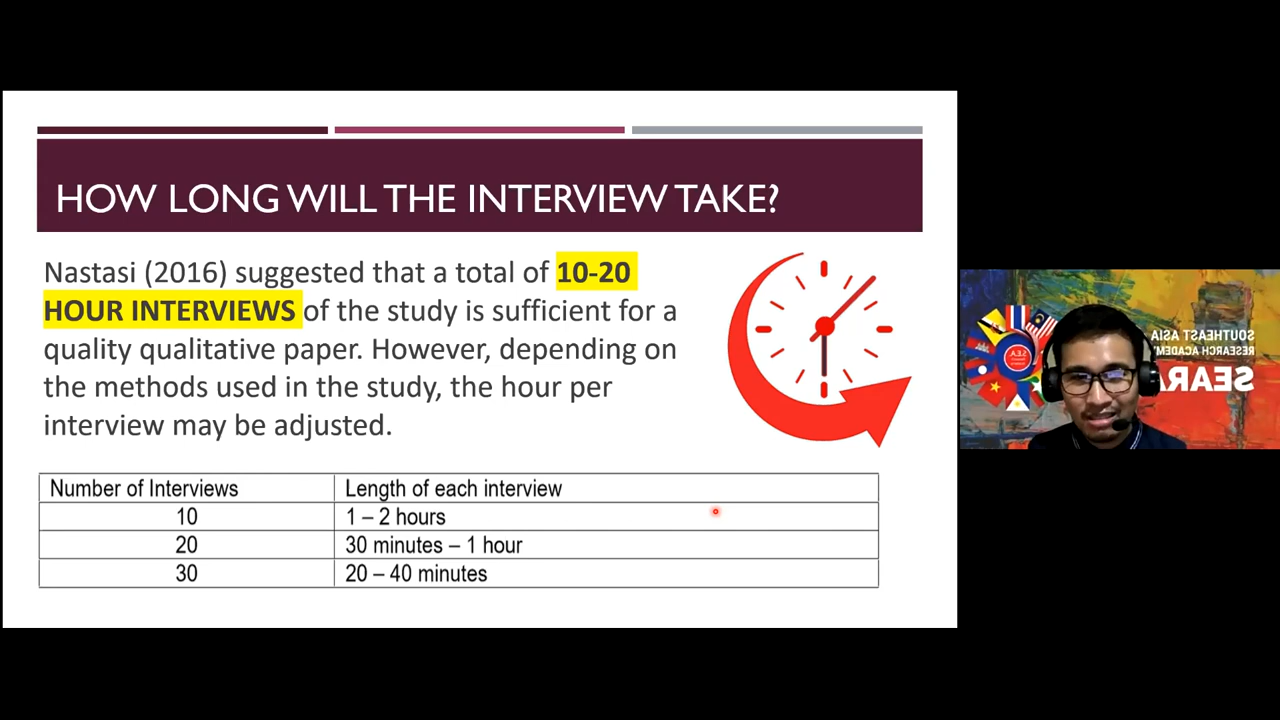 HOW LONG WILL THE INTERVIEW TAKE?
Nastasi (2016) suggested that a total of 10-20
HOUR INTERVIEWS of the study is sufficient for a
quality qualitative paper. However, depending on
the methods used in the study, the hour per
interview may be adjusted.
Number of Interviews Length of each interview
10 1 – 2 hours
20 30 minutes – 1 hour
30 20 – 40 minutes
SOUTHEAST ASIA
RESEARCH ACADEMY
S.E.A.